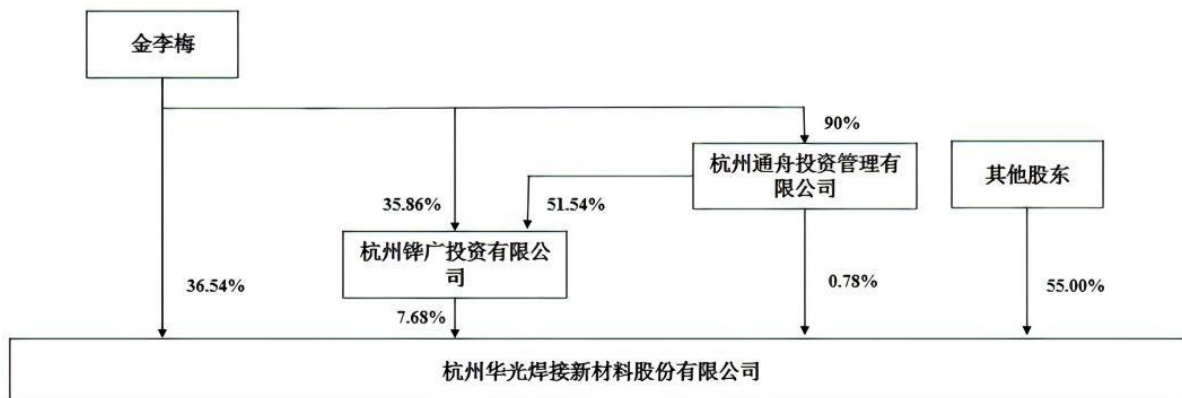 金李梅
90%
杭州通舟投资管理有
限公司
其他股东
35.86%
51.54%
杭州铧广投资有限公
司
36.54%
0.78%
55.00%
7.68%
杭州华光焊接新材料股份有限公司